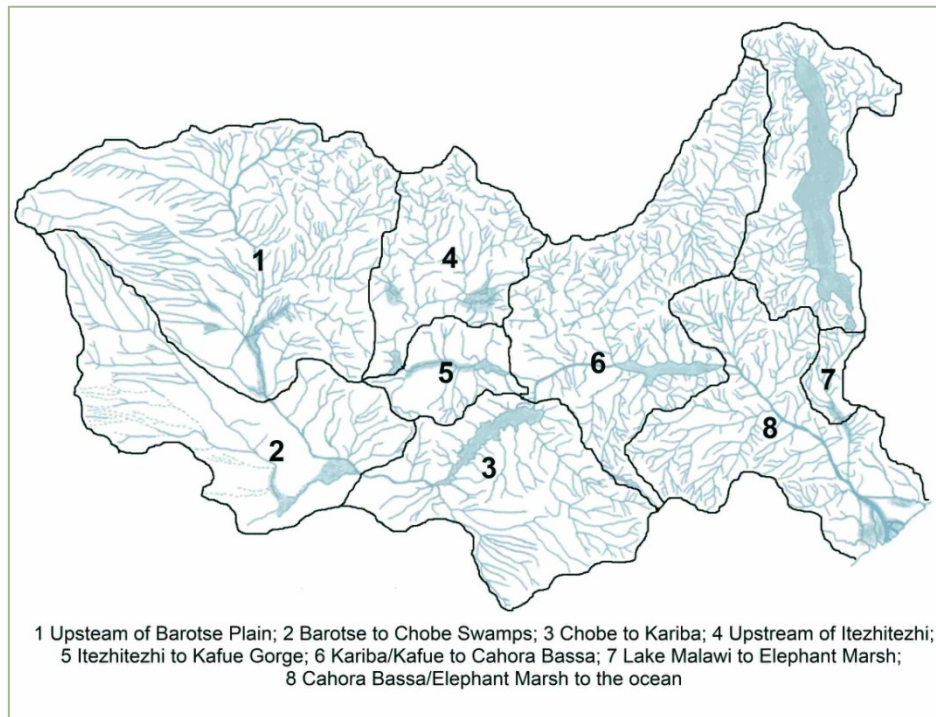 1
4
5
6
7
2
3
8
1 Upsteam of Barotse Plain; 2 Barotse to Chobe Swamps; 3 Chobe to Kariba; 4 Upstream of Itezhitezhi;
5 Itezhitezhi to Kafue Gorge; 6 Kariba/Kafue to Cahora Bassa; 7 Lake Malawi to Elephant Marsh;
8 Cahora Bassa/Elephant Marsh to the ocean